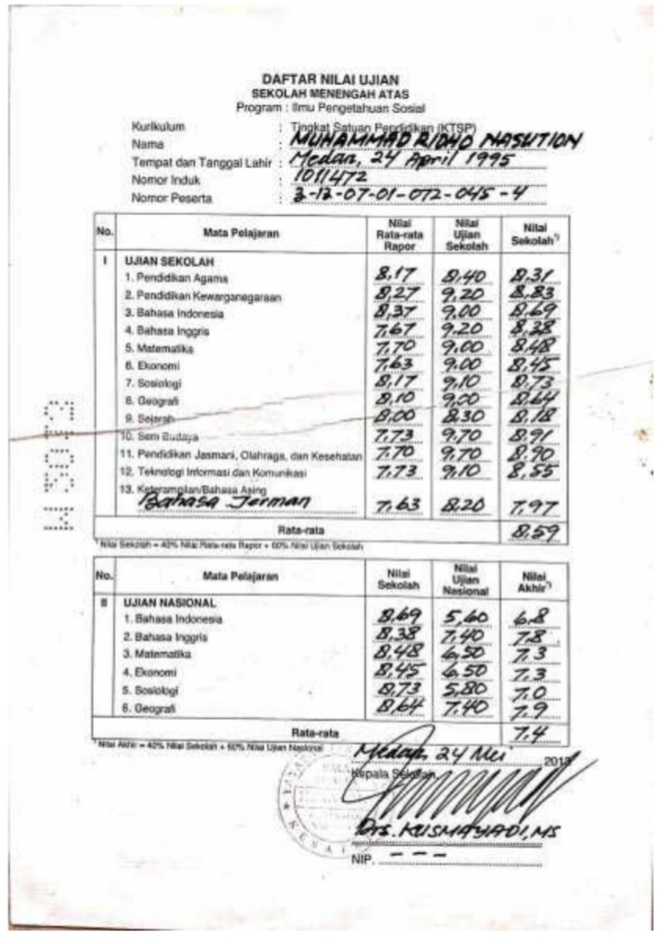 DAFTAR NILAI UJIAN
SEKOLAH MENENGAH ATAS
Program : Ilmu Pengetahuan Sosial
Kurikulum : Tingkat Satuan Pendidikan (KTSP)
Nama : MUHAMMAD RIDHO NASUTION
Tempat dan Tanggal Lahir : Medan, 24 April 1995
Nomor Induk : 1011472
Nomor Peserta : 3-13-07-01-072-045-4
No. Mata Pelajaran Nilai Rata-rata Rapor Nilai Ujian Sekolah Nilai Sekolah*)
I UJIAN SEKOLAH
1. Pendidikan Agama 8,17 8,40 8,31
2. Pendidikan Kewarganegaraan 8,27 9,20 8,83
3. Bahasa Indonesia 8,37 9,00 8,69
4. Bahasa Inggris 7,67 9,20 8,38
5. Matematika 7,70 9,00 8,48
6. Ekonomi 7,63 9,00 8,45
7. Sosiologi 8,17 9,10 8,73
8. Geografi 8,10 9,00 8,64
9. Sejarah 8,00 8,30 8,18
10. Seni Budaya 7,73 9,70 8,91
11. Pendidikan Jasmani, Olahraga, dan Kesehatan 7,70 9,70 8,90
12. Teknologi Informasi dan Komunikasi 7,73 9,10 8,55
13. Keterampilan/Bahasa Asing
Bahasa Jerman 7,63 8,20 7,97
Rata-rata 8,59
*) Nilai Sekolah = 40% Nilai Rata-rata Rapor + 60% Nilai Ujian Sekolah
No. Mata Pelajaran Nilai Sekolah Nilai Ujian Nasional Nilai Akhir*)
II UJIAN NASIONAL
1. Bahasa Indonesia 8,69 5,60 6,8
2. Bahasa Inggris 8,38 7,40 7,8
3. Matematika 8,48 6,50 7,3
4. Ekonomi 8,45 6,50 7,3
5. Sosiologi 8,73 5,80 7,0
6. Geografi 8,64 7,40 7,9
Rata-rata 7,4
*) Nilai Akhir = 40% Nilai Sekolah + 60% Nilai Ujian Nasional
Medan, 24 Mei 2013
Kepala Sekolah,
Drs. KUSMAYADI, MS
NIP. - - -